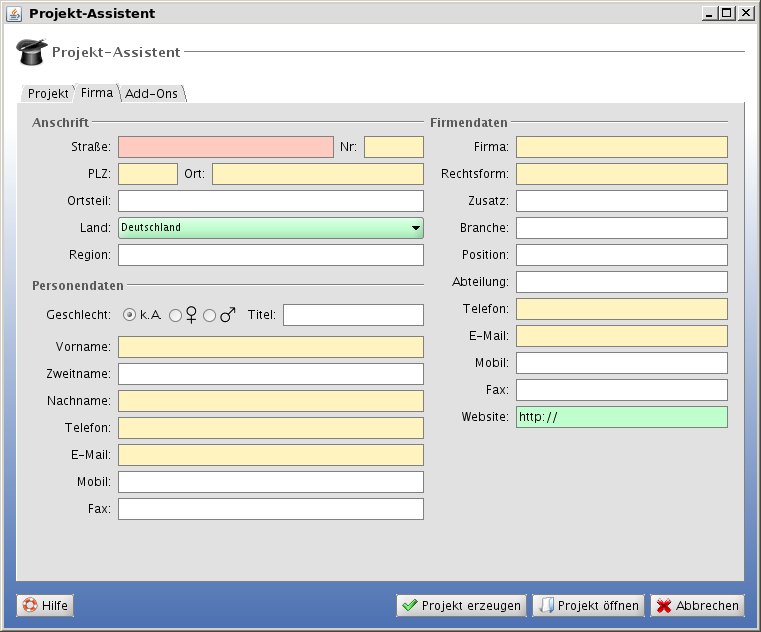 Projekt-Assistent
Projekt-Assistent
Projekt Firma Add-Ons
Anschrift
Straße: Nr:
PLZ: Ort:
Ortsteil:
Land: Deutschland
Region:
Personendaten
Geschlecht: k.A. ♀ ♂ Titel:
Vorname:
Zweitname:
Nachname:
Telefon:
E-Mail:
Mobil:
Fax:
Firmendaten
Firma:
Rechtsform:
Zusatz:
Branche:
Position:
Abteilung:
Telefon:
E-Mail:
Mobil:
Fax:
Website: http://
Hilfe Projekt erzeugen Projekt öffnen Abbrechen